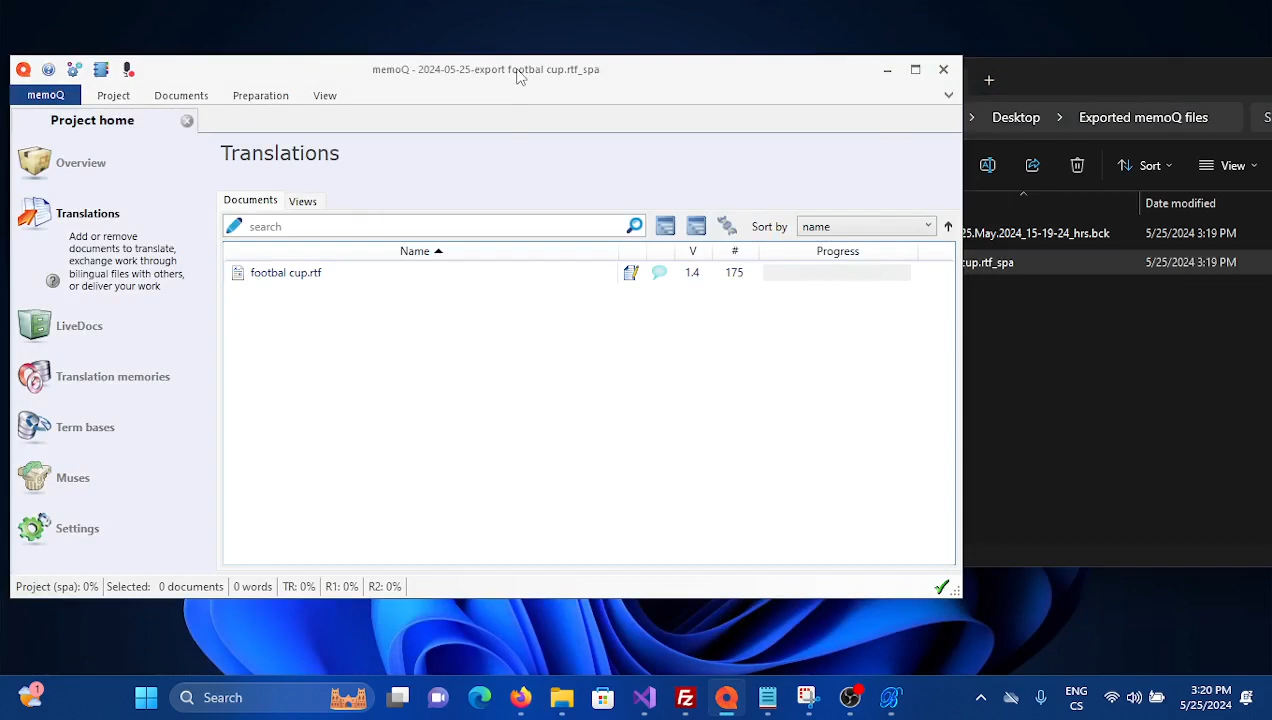 memoQ - 2024-05-25-export footbal cup.rtf_spa
memoQ Project Documents Preparation View
Project home
Translations
Overview
Translations
Add or remove
documents to translate,
exchange work through
bilingual files with others,
or deliver your work
LiveDocs
Translation memories
Term bases
Muses
Settings
Documents Views
search Sort by name
Name V # Progress
footbal cup.rtf 1.4 175
Project (spa): 0% Selected: 0 documents 0 words TR: 0% R1: 0% R2: 0%
Desktop Exported memoQ files S
Sort View
Date modified
25.May.2024_15-19-24_hrs.bck 5/25/2024 3:19 PM
cup.rtf_spa 5/25/2024 3:19 PM
1 Search
ENG
CS
3:20 PM
5/25/2024